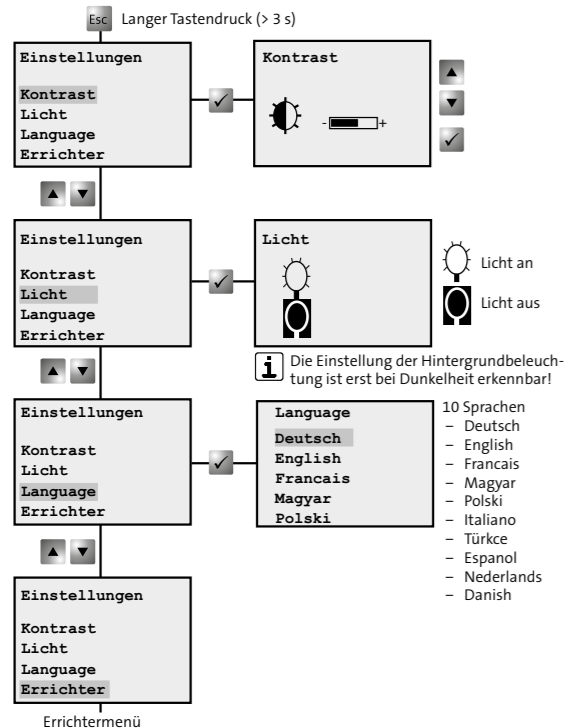 Esc Langer Tastendruck (> 3 s)
Einstellungen
Kontrast
Licht
Language
Errichter
Kontrast
- +
Einstellungen
Kontrast
Licht
Language
Errichter
Licht
Licht an
Licht aus
i Die Einstellung der Hintergrundbeleuch-
tung ist erst bei Dunkelheit erkennbar!
Einstellungen
Kontrast
Licht
Language
Errichter
Language
Deutsch
English
Francais
Magyar
Polski
10 Sprachen
– Deutsch
– English
– Francais
– Magyar
– Polski
– Italiano
– Türkce
– Espanol
– Nederlands
– Danish
Einstellungen
Kontrast
Licht
Language
Errichter
Errichtermenü